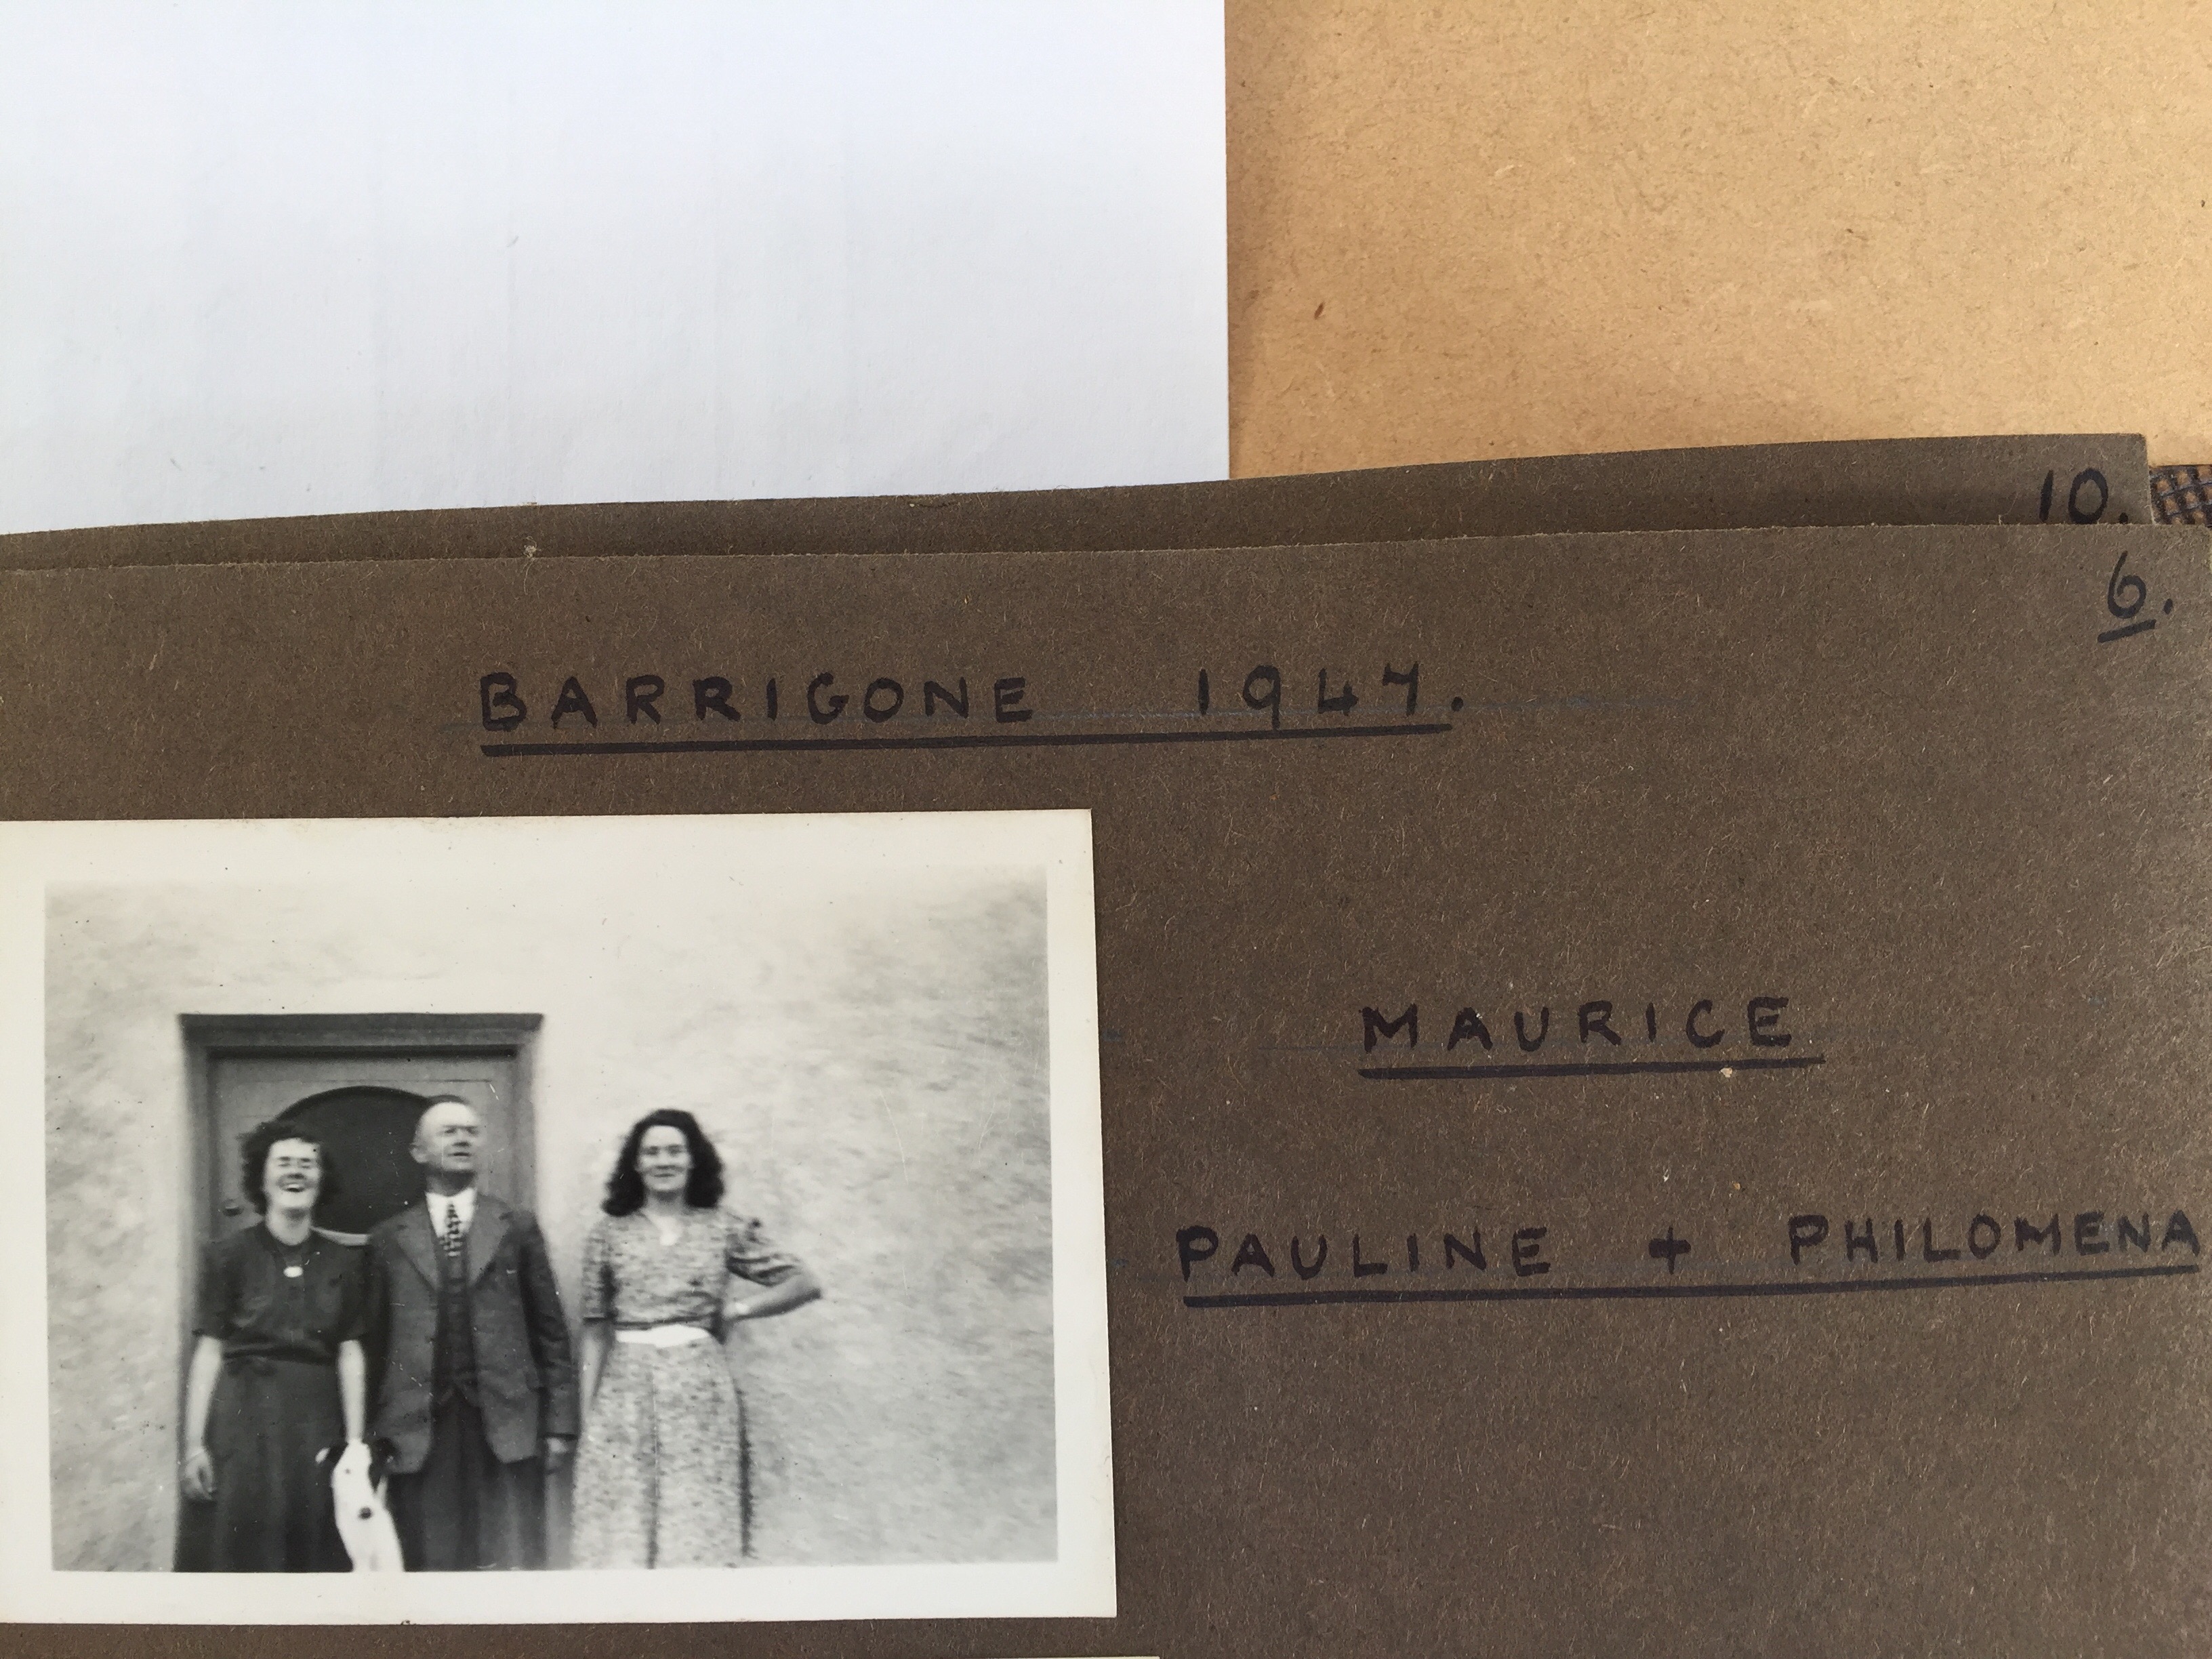 10.
6.
BARRIGONE 1947.
MAURICE
PAULINE + PHILOMENA